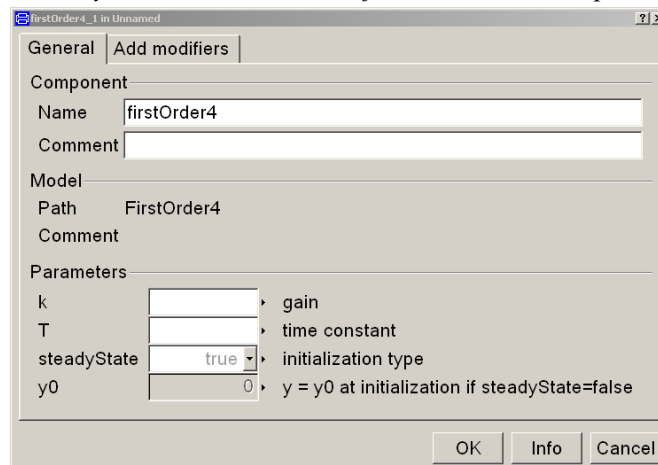 firstOrder4_1 in Unnamed
General Add modifiers
Component
Name firstOrder4
Comment
Model
Path FirstOrder4
Comment
Parameters
k gain
T time constant
steadyState true initialization type
y0 0 y = y0 at initialization if steadyState=false
OK Info Cancel